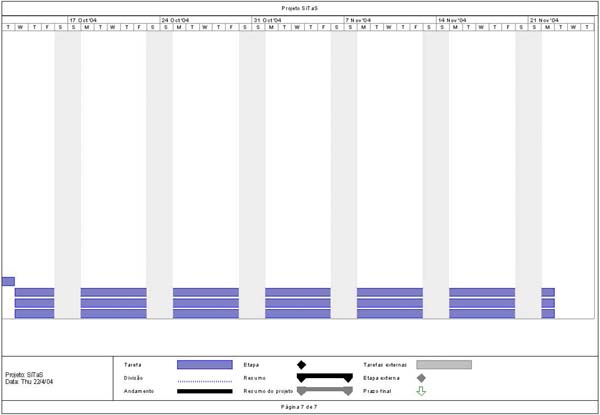 Projeto SiTaS
17 Oct'04 24 Oct'04 31 Oct'04 7 Nov'04 14 Nov'04 21 Nov'04
T W T F S S M T W T F S S M T W T F S S M T W T F S S M T W T F S S M T W T F S S M T W T F
Tarefa Etapa Tarefas externas
Projeto: SITaS
Data: Thu 22/4/04
Divisão Resumo Etapa externa
Andamento Resumo do projeto Prazo final
Página 7 de 7